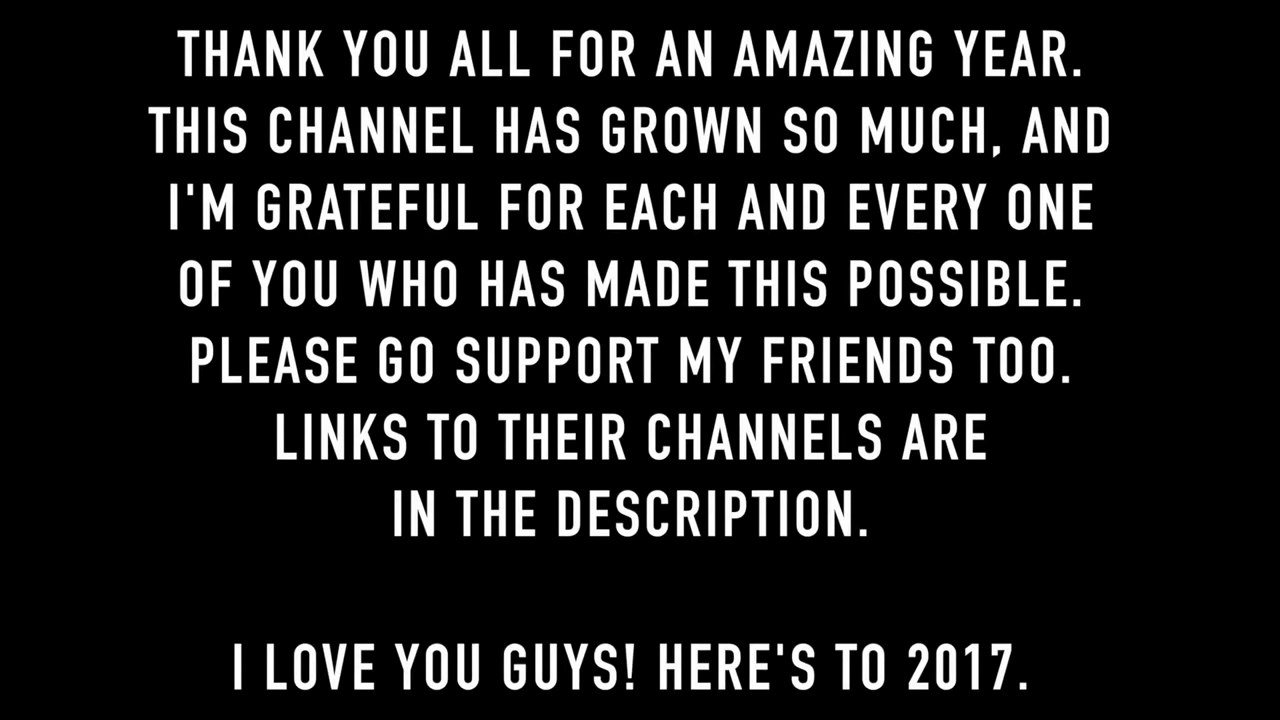 THANK YOU ALL FOR AN AMAZING YEAR.
THIS CHANNEL HAS GROWN SO MUCH, AND
I'M GRATEFUL FOR EACH AND EVERY ONE
OF YOU WHO HAS MADE THIS POSSIBLE.
PLEASE GO SUPPORT MY FRIENDS TOO.
LINKS TO THEIR CHANNELS ARE
IN THE DESCRIPTION.
I LOVE YOU GUYS! HERE'S TO 2017.